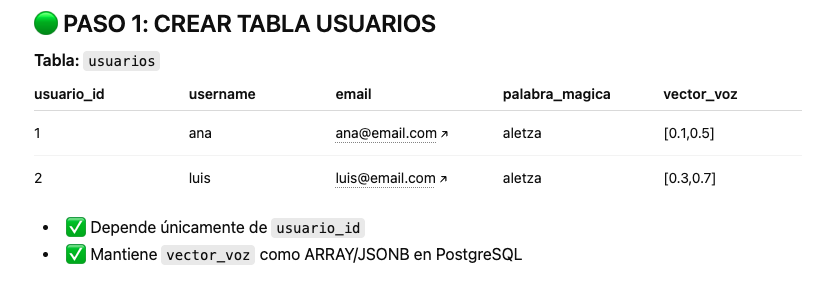 🟢 PASO 1: CREAR TABLA USUARIOS
Tabla: usuarios
usuario_id username email palabra_magica vector_voz
1 ana ana@email.com ↗ aletza [0.1,0.5]
2 luis luis@email.com ↗ aletza [0.3,0.7]
• ✅ Depende únicamente de usuario_id
• ✅ Mantiene vector_voz como ARRAY/JSONB en PostgreSQL